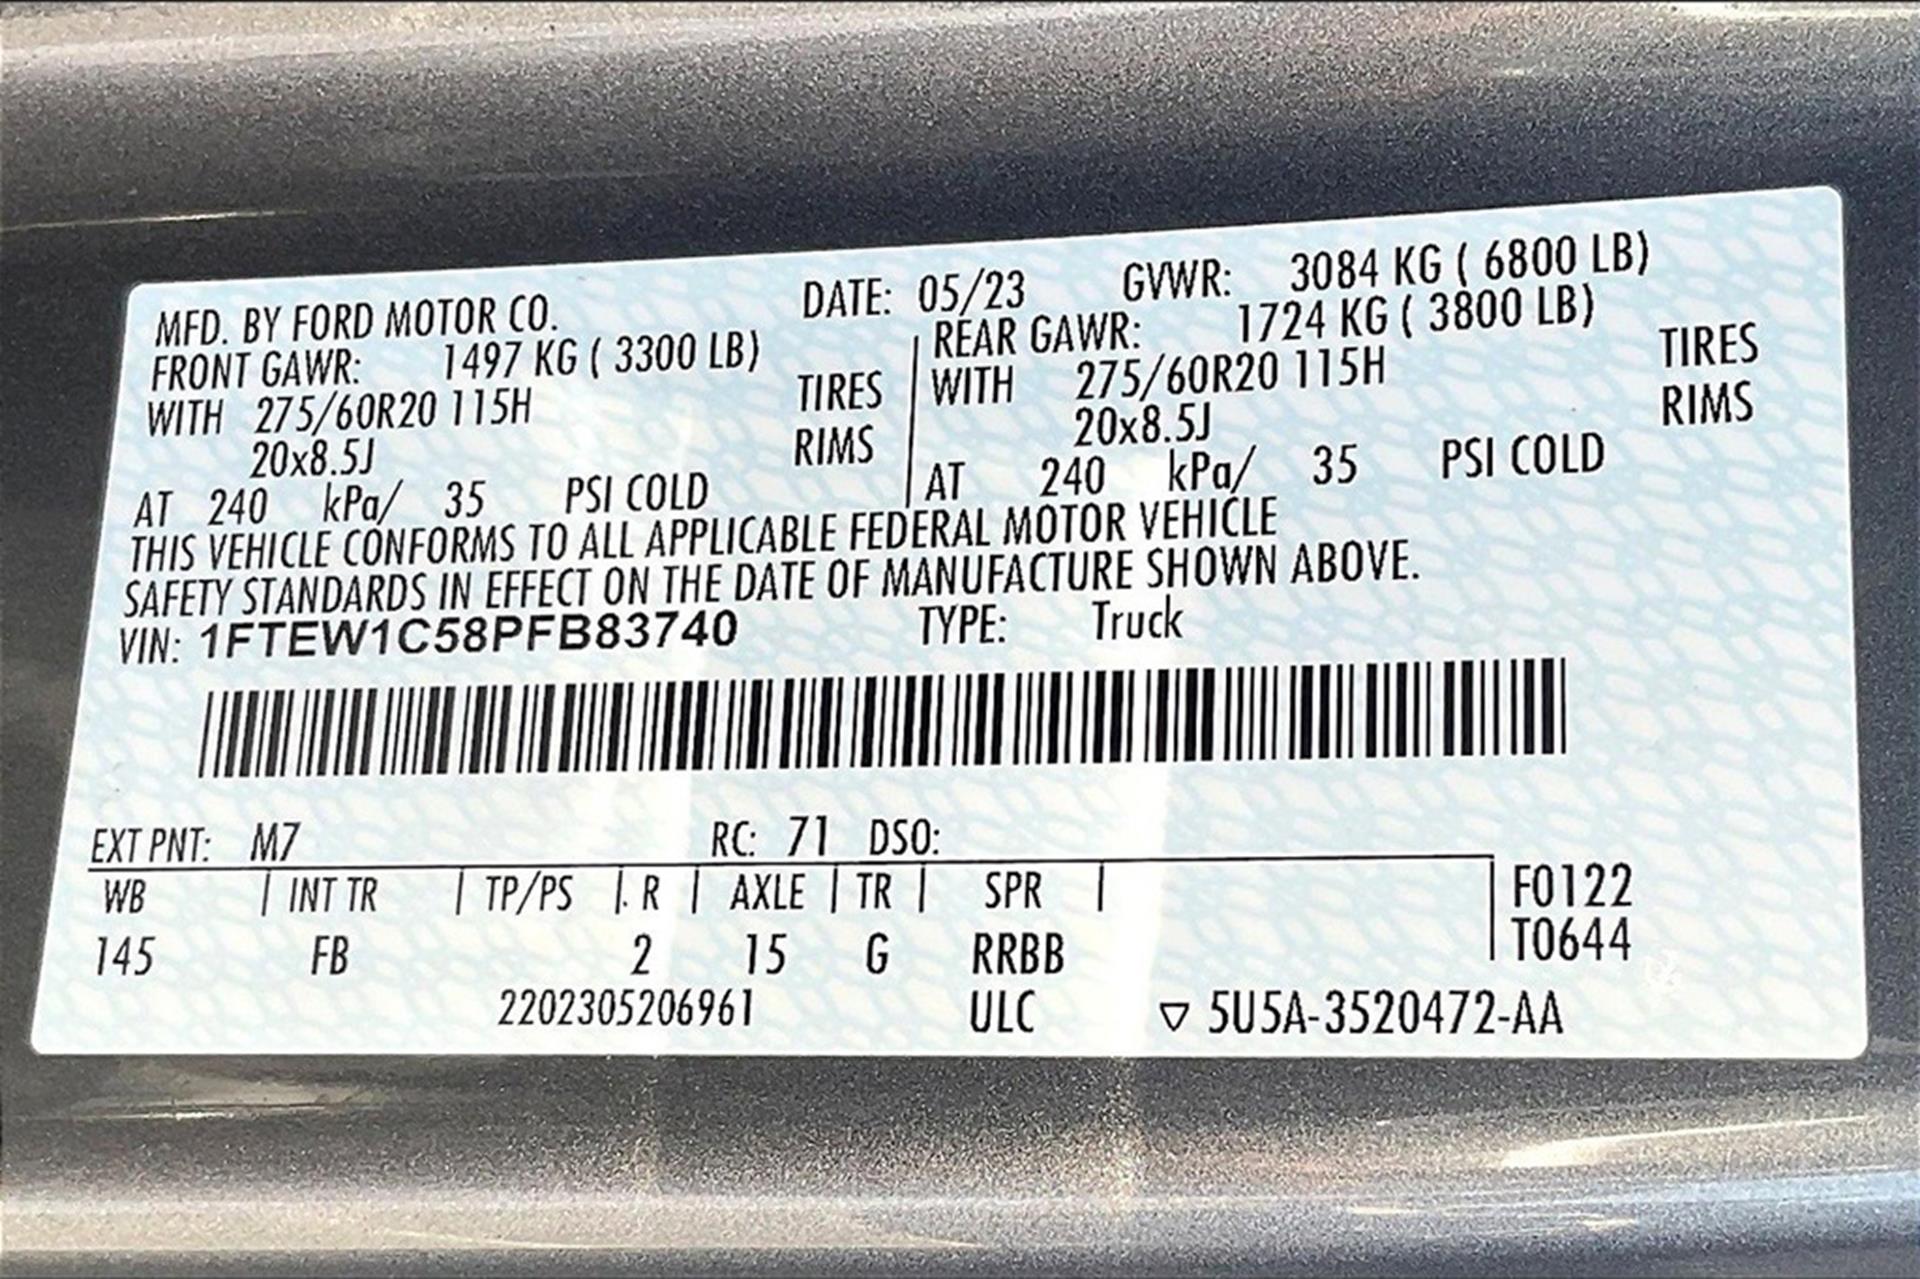 MFD. BY FORD MOTOR CO. DATE: 05/23 GVWR: 3084 KG ( 6800 LB)
FRONT GAWR: 1497 KG ( 3300 LB) REAR GAWR: 1724 KG ( 3800 LB)
WITH 275/60R20 115H TIRES WITH 275/60R20 115H TIRES
20x8.5J RIMS 20x8.5J RIMS
AT 240 kPa/ 35 PSI COLD AT 240 kPa/ 35 PSI COLD
THIS VEHICLE CONFORMS TO ALL APPLICABLE FEDERAL MOTOR VEHICLE
SAFETY STANDARDS IN EFFECT ON THE DATE OF MANUFACTURE SHOWN ABOVE.
VIN: 1FTEW1C58PFB83740 TYPE: Truck
EXT PNT: M7 RC: 71 DSO:
WB | INT TR | TP/PS | . R | AXLE | TR | SPR | F0122
T0644
145 FB 2 15 G RRBB
2202305206961 ULC ▽ 5U5A-3520472-AA